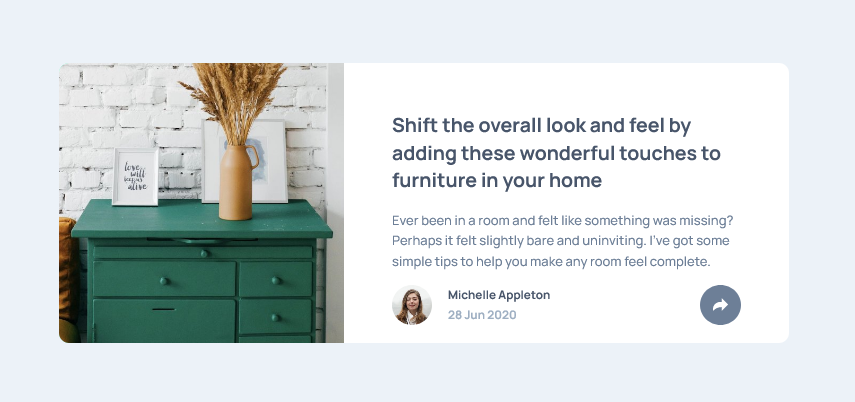 love
will
keep us
alive
Shift the overall look and feel by
adding these wonderful touches to
furniture in your home
Ever been in a room and felt like something was missing?
Perhaps it felt slightly bare and uninviting. I've got some
simple tips to help you make any room feel complete.
Michelle Appleton
28 Jun 2020